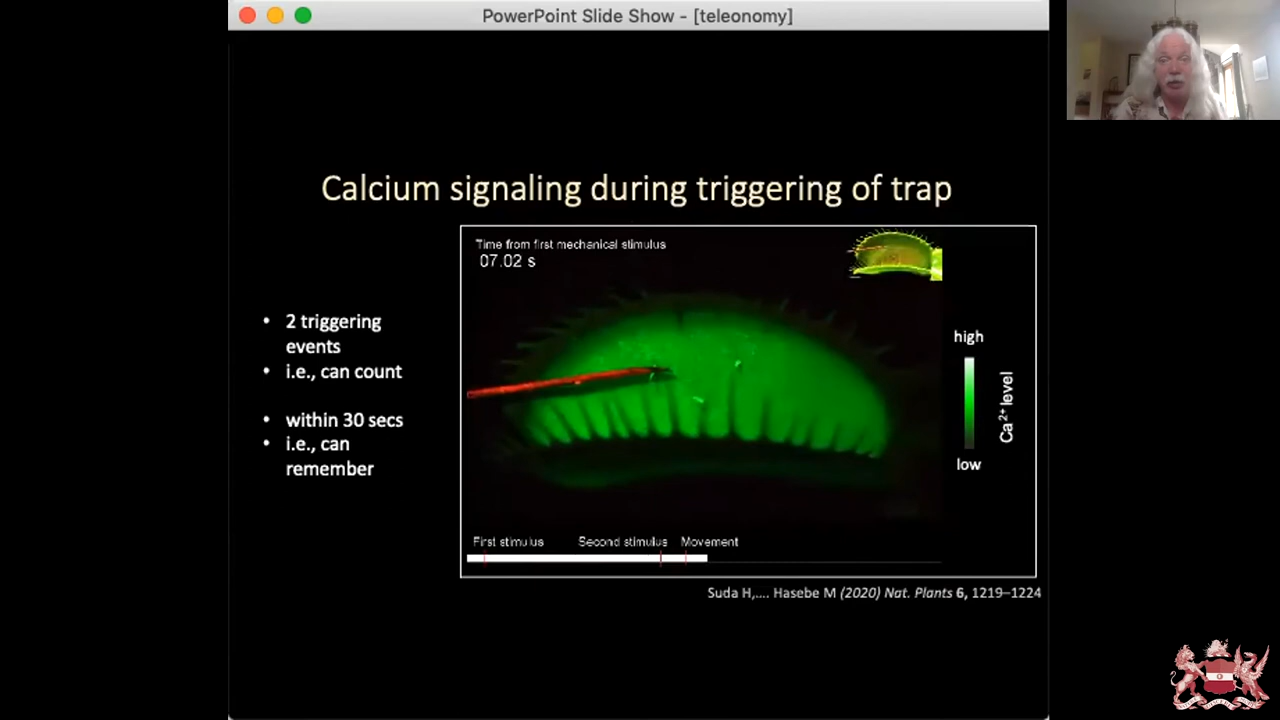 PowerPoint Slide Show - [teleonomy]
Calcium signaling during triggering of trap
Time from first mechanical stimulus
07.02 s
• 2 triggering
events
• i.e., can count
• within 30 secs
• i.e., can
remember
high
Ca2+ level
low
First stimulus Second stimulus Movement
Suda H,.... Hasebe M (2020) Nat. Plants 6, 1219–1224